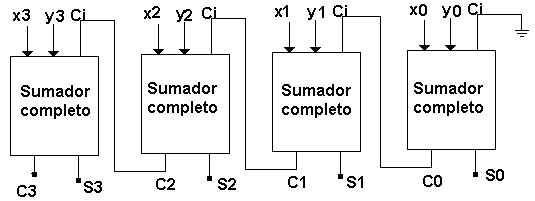 x3 y3 Ci x2 y2 Ci x1 y1 Ci x0 y0 Ci
Sumador completo
Sumador completo
Sumador completo
Sumador completo
C3 S3 C2 S2 C1 S1 C0 S0